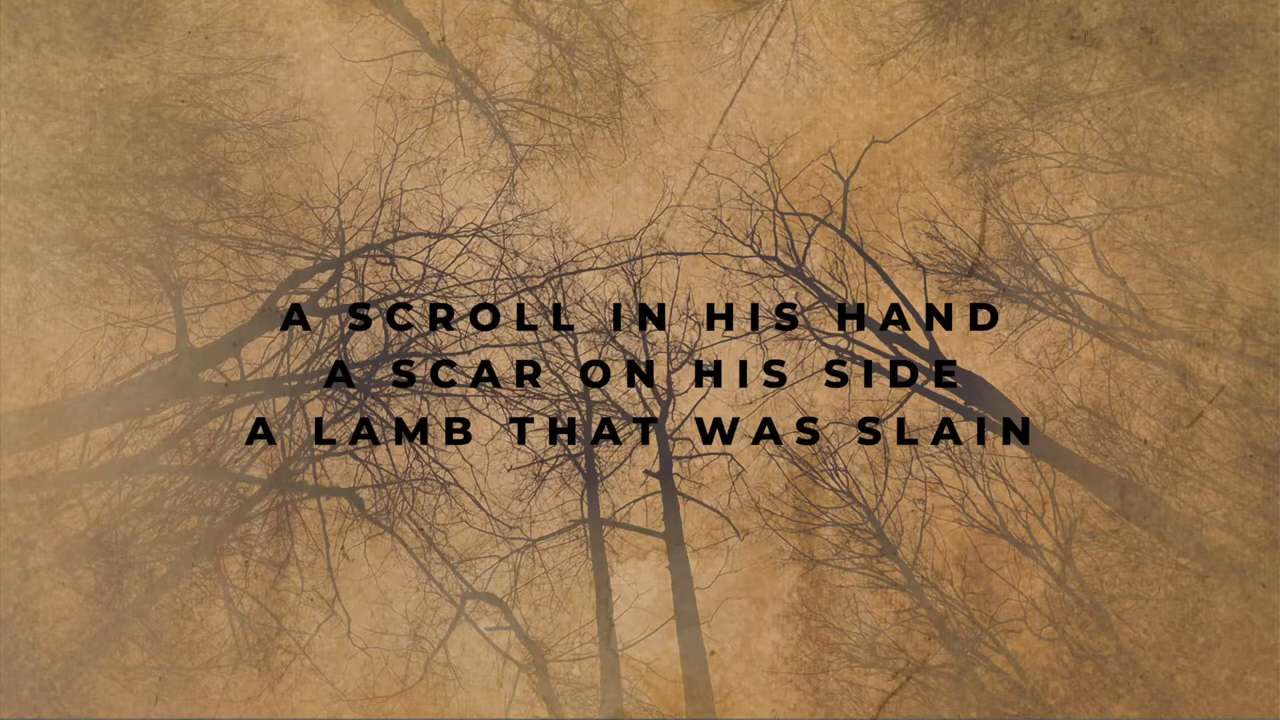 A SCROLL IN HIS HAND
A SCAR ON HIS SIDE
A LAMB THAT WAS SLAIN